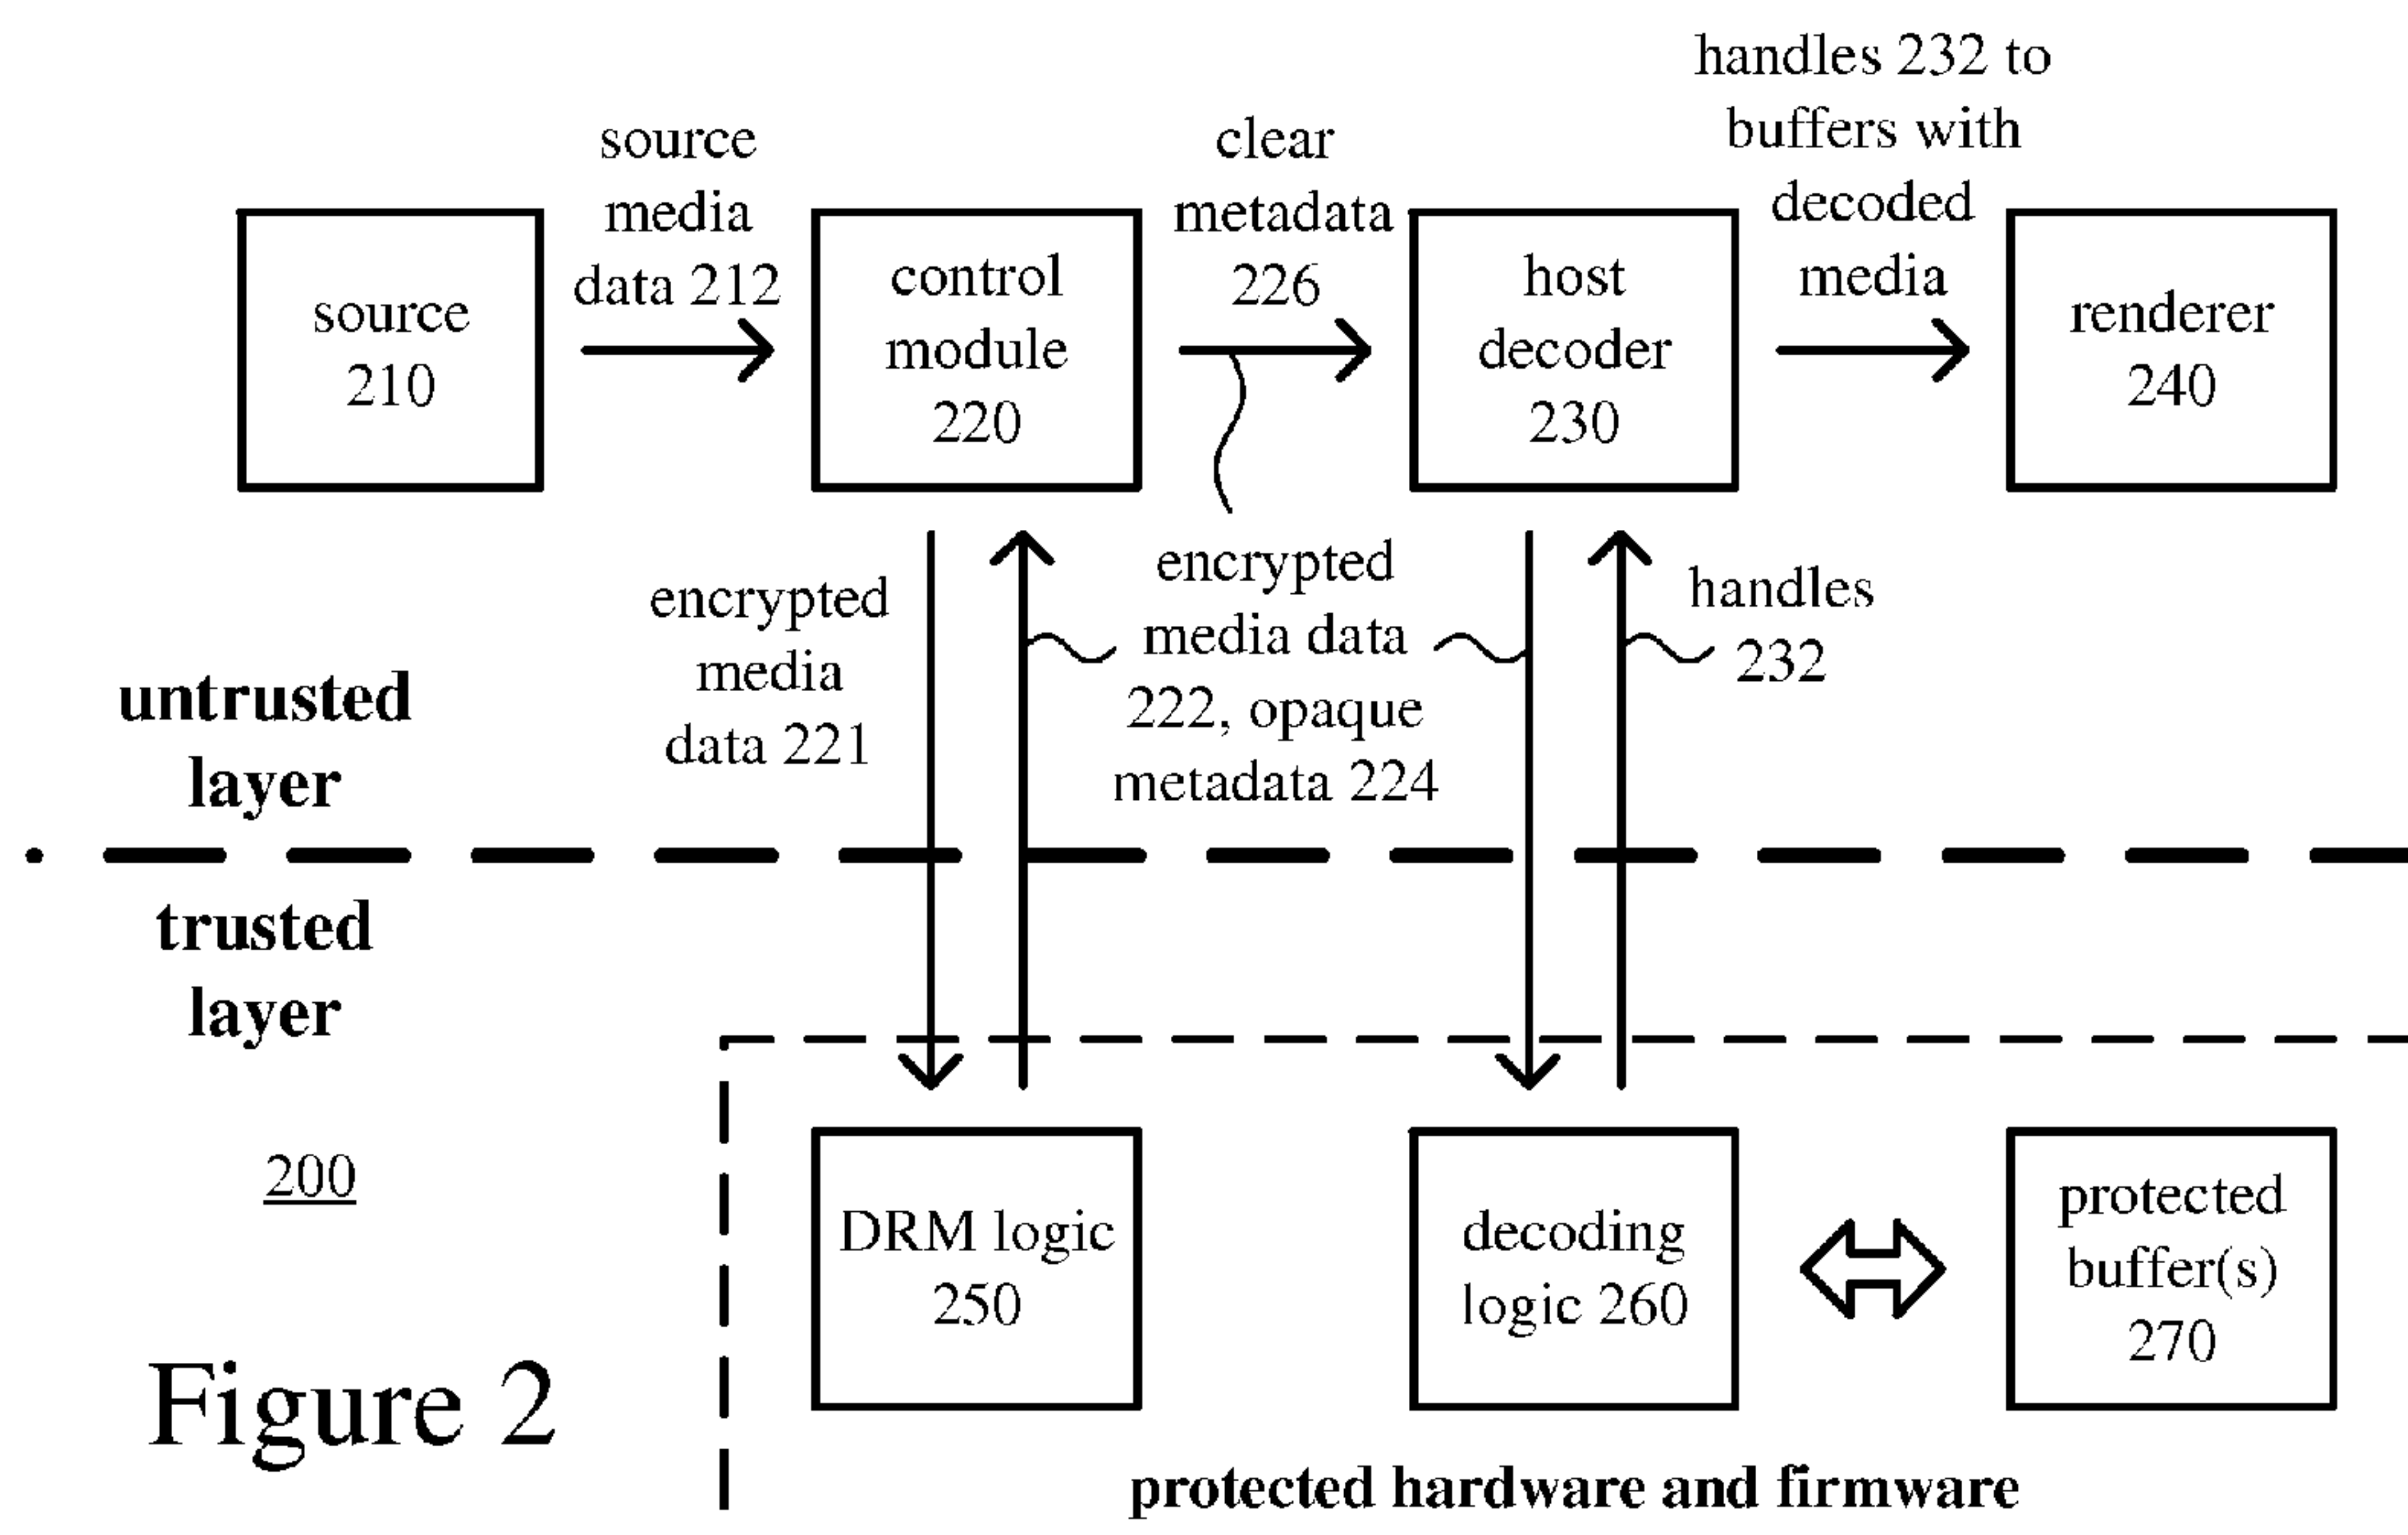 handles 232 to
buffers with
decoded
media
source
media
data 212
clear
metadata
226
source
210
control
module
220
host
decoder
230
renderer
240
encrypted
media
data 221
encrypted
media data
222, opaque
metadata 224
handles
232
untrusted
layer
trusted
layer
200
DRM logic
250
decoding
logic 260
protected
buffer(s)
270
Figure 2
protected hardware and firmware